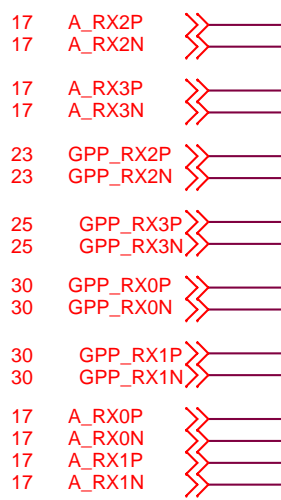 17 A_RX2P
17 A_RX2N
17 A_RX3P
17 A_RX3N
23 GPP_RX2P
23 GPP_RX2N
25 GPP_RX3P
25 GPP_RX3N
30 GPP_RX0P
30 GPP_RX0N
30 GPP_RX1P
30 GPP_RX1N
17 A_RX0P
17 A_RX0N
17 A_RX1P
17 A_RX1N